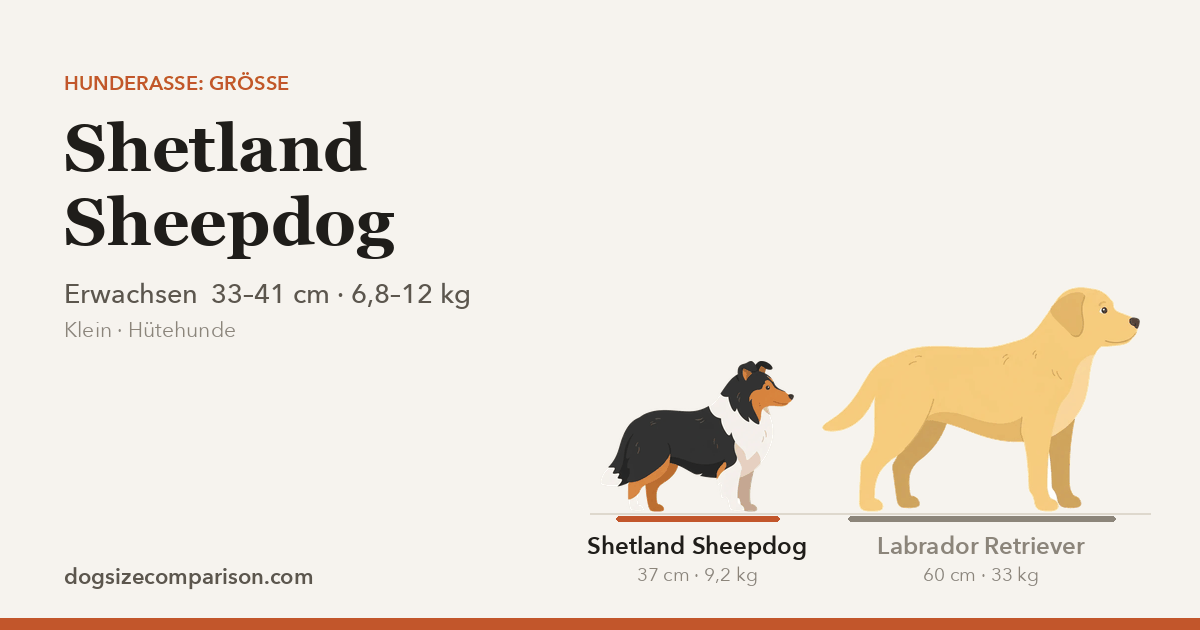 HUNDERASSE: GRÖSSE
Shetland
Sheepdog
Erwachsen 33–41 cm · 6,8–12 kg
Klein · Hütehunde
Shetland Sheepdog
37 cm · 9,2 kg
Labrador Retriever
60 cm · 33 kg
dogsizecomparison.com